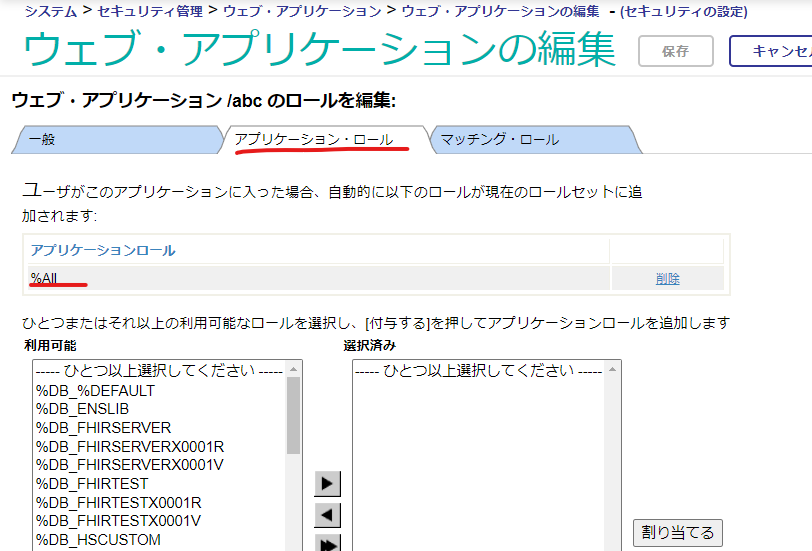 システム > セキュリティ管理 > ウェブ・アプリケーション > ウェブ・アプリケーションの編集 - (セキュリティの設定)
ウェブ・アプリケーションの編集 保存 キャンセ
ウェブ・アプリケーション /abc のロールを編集:
一般 アプリケーション・ロール マッチング・ロール
ユーザがこのアプリケーションに入った場合、自動的に以下のロールが現在のロールセットに追
加されます:
アプリケーションロール
%All 削除
ひとつまたはそれ以上の利用可能なロールを選択し、[付与する]を押してアプリケーションロールを追加します
利用可能 選択済み
----- ひとつ以上選択してください ----- ----- ひとつ以上選択してください -----
%DB_%DEFAULT
%DB_ENSLIB
%DB_FHIRSERVER
%DB_FHIRSERVERX0001R
%DB_FHIRSERVERX0001V
%DB_FHIRTEST
%DB_FHIRTESTX0001R
%DB_FHIRTESTX0001V
%DB_HSCUSTOM
割り当てる